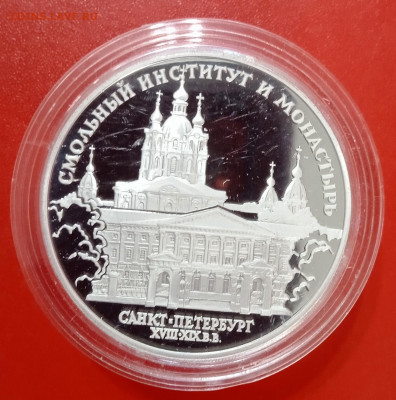 СМОЛЬНЫЙ ИНСТИТУТ И МОНАСТЫРЬ
САНКТ-ПЕТЕРБУРГ
XVIII-XIX В.В.